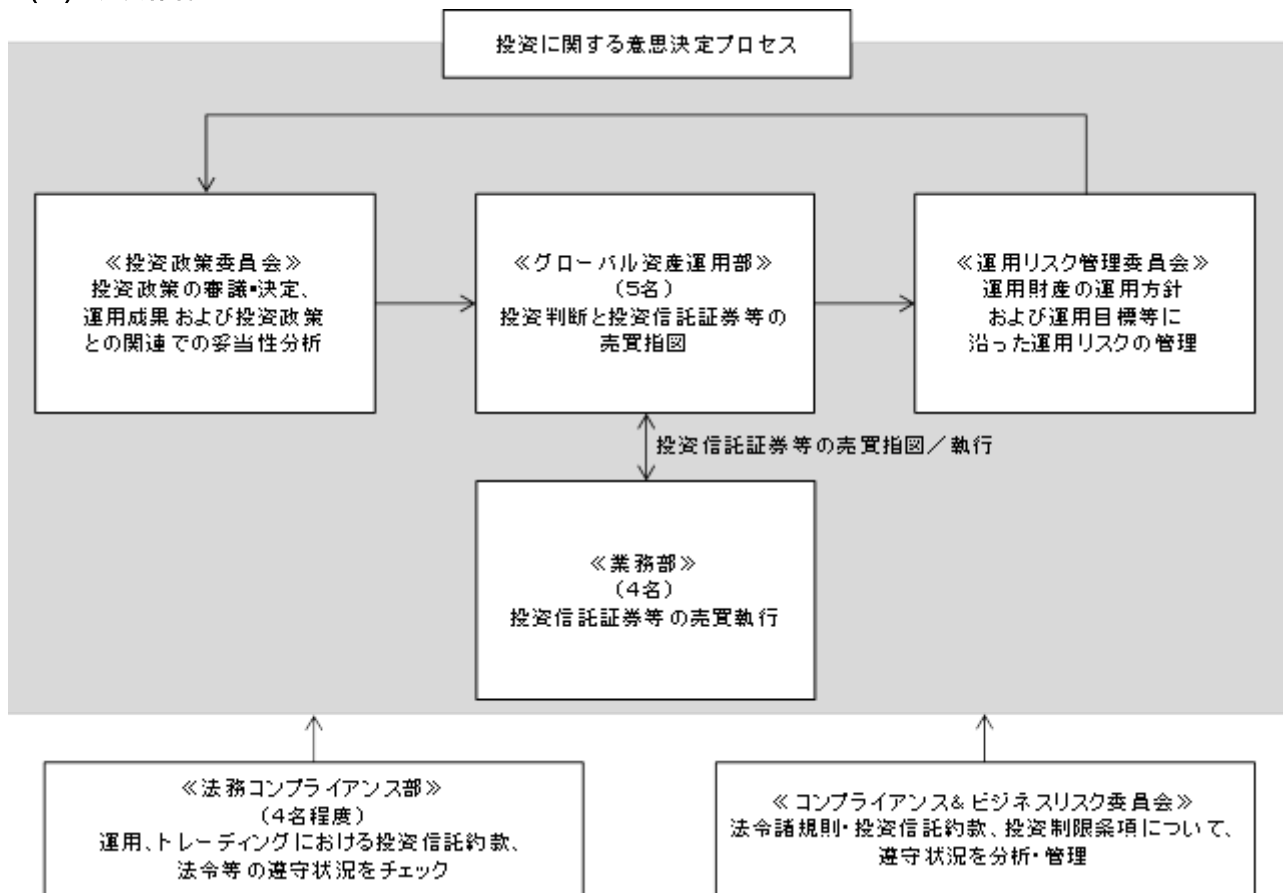 投資に関する意思決定プロセス
≪投資政策委員会≫
投資政策の審議・決定、
運用成果および投資政策
との関連での妥当性分析
≪グローバル資産運用部≫
(5名)
投資判断と投資信託証券等の
売買指図
≪運用リスク管理委員会≫
運用財産の運用方針
および運用目標等に
沿った運用リスクの管理
投資信託証券等の売買指図／執行
≪業務部≫
(4名)
投資信託証券等の売買執行
≪法務コンプライアンス部≫
(4名程度)
運用、トレーディングにおける投資信託約款、
法令等の遵守状況をチェック
≪コンプライアンス&ビジネスリスク委員会≫
法令諸規則・投資信託約款、投資制限条項について、
遵守状況を分析・管理